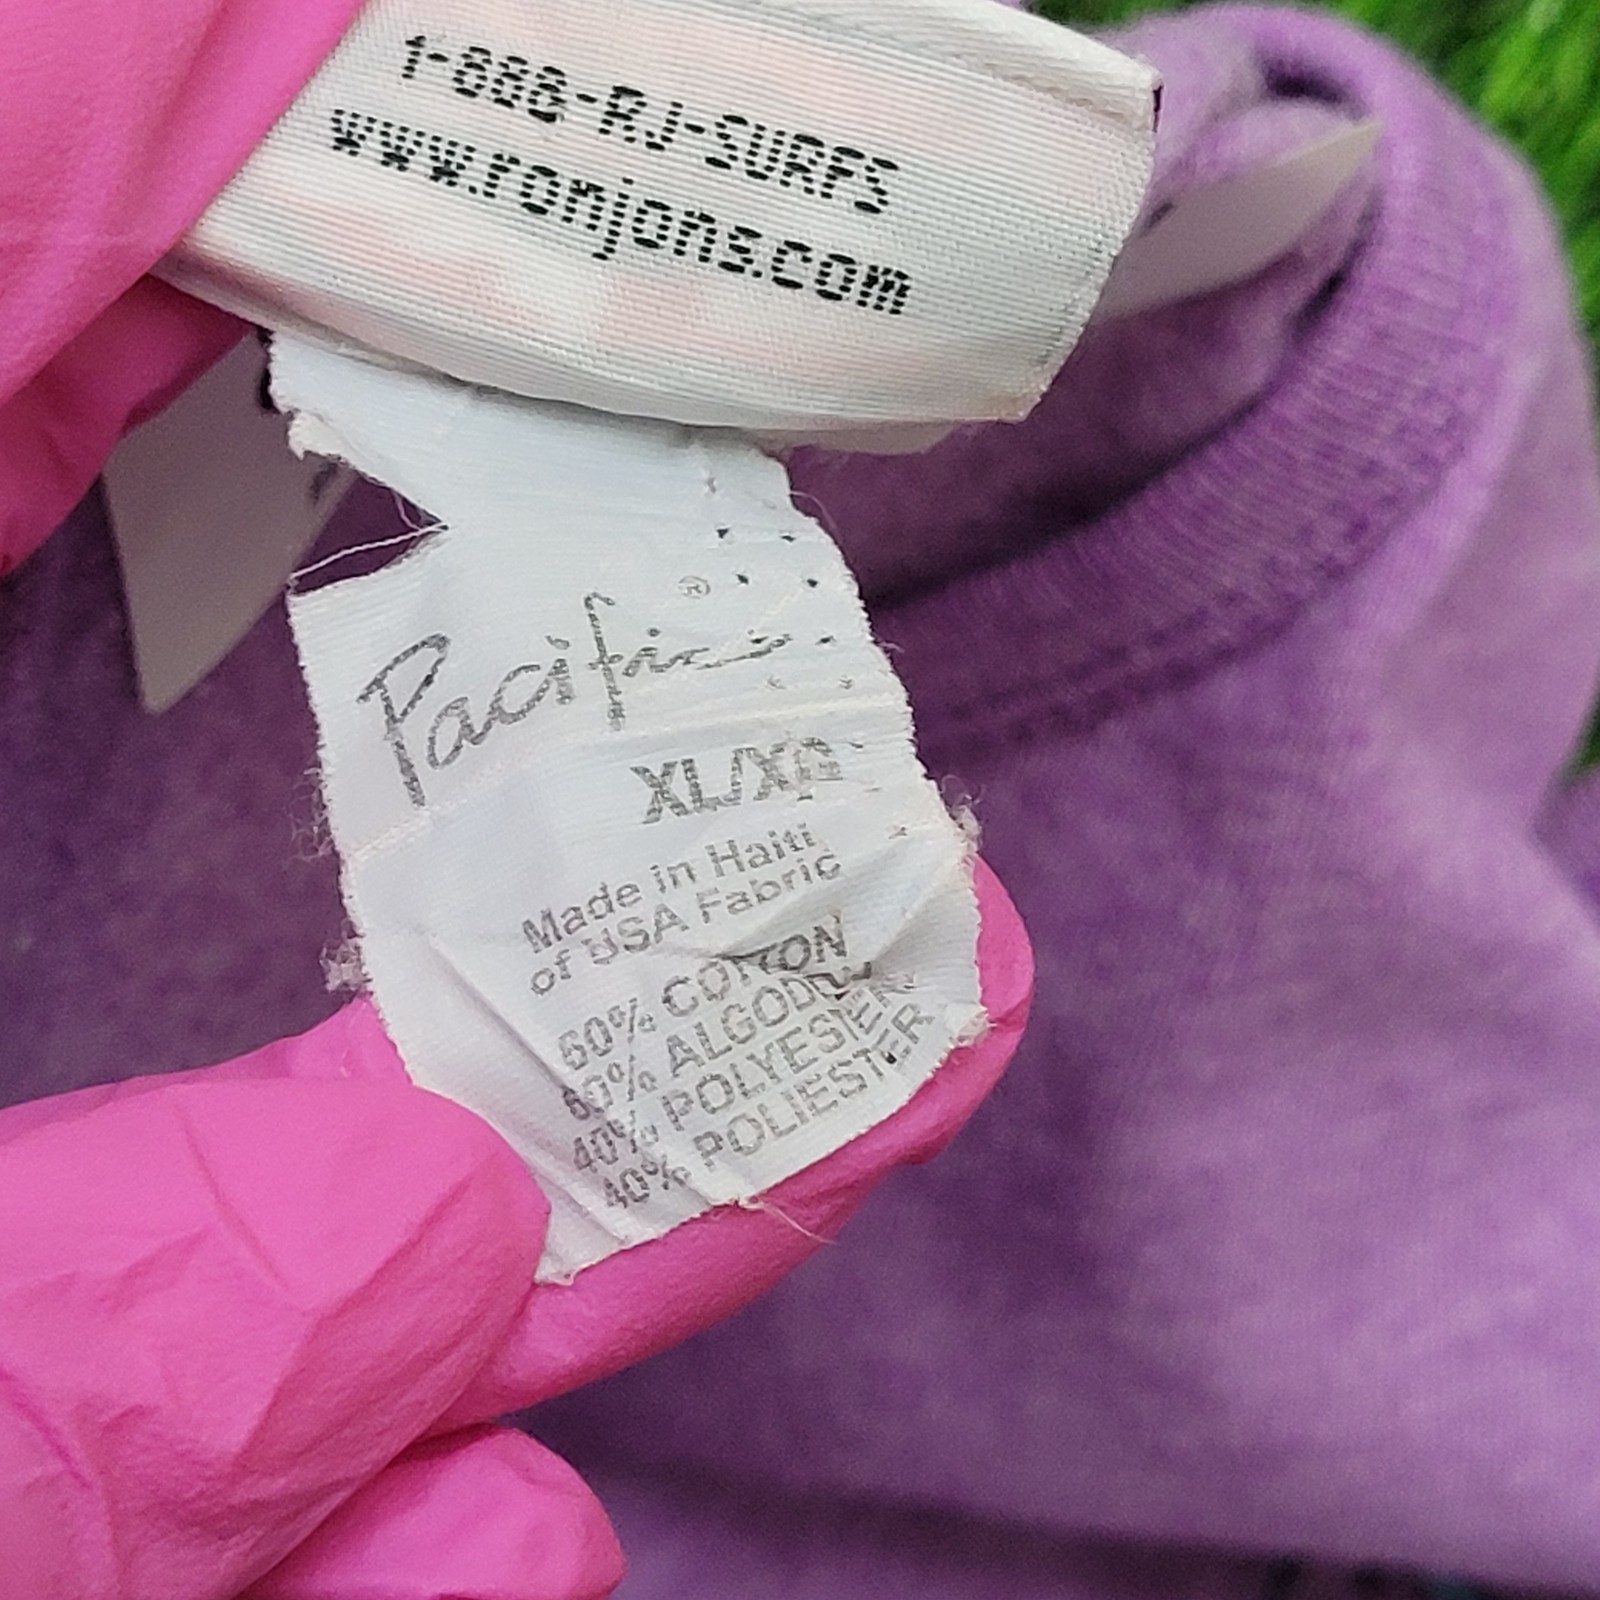 1-888-RJ-SURFS
www.ronjons.com
Pacific ®
XL/XG
Made in Haiti
of USA Fabric
60% COTTON
60% ALGODON
40% POLYESTER
40% POLIESTER